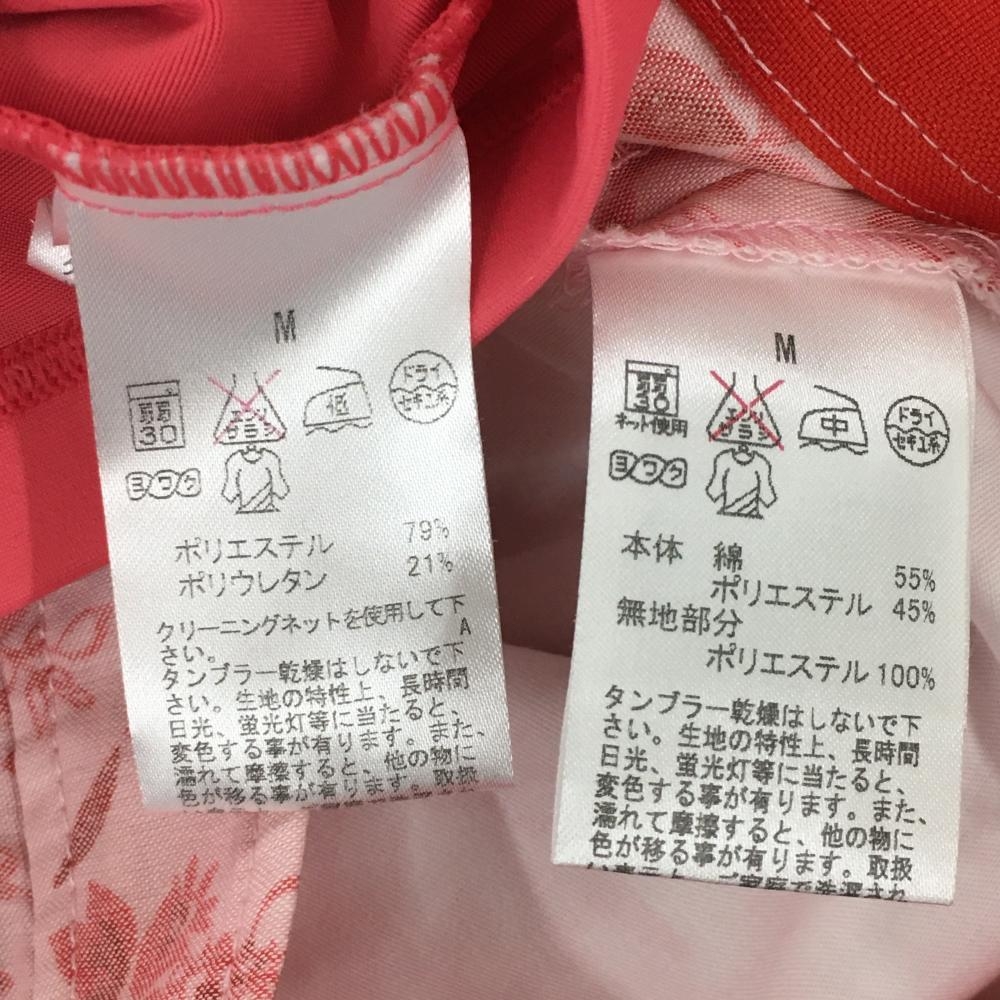 M
弱
30
エンソ
サラシ
低
ドライ
セキユ系
ヨワク
ポリエステル 79%
ポリウレタン 21%
クリーニングネットを使用して下
さい。 A
タンブラー乾燥はしないで下
さい。生地の特性上、長時間
日光、蛍光灯等に当たると、
変色する事が有ります。また、
濡れて摩擦すると、他の物に
色が移る事が有ります。取扱
M
弱
30
ネット使用
エンソ
サラシ
中
ドライ
セキユ系
ヨワク
本体 綿 55%
ポリエステル 45%
無地部分
ポリエステル 100%
タンブラー乾燥はしないで下
さい。生地の特性上、長時間
日光、蛍光灯等に当たると、
変色する事が有ります。また、
濡れて摩擦すると、他の物に
色が移る事が有ります。取扱